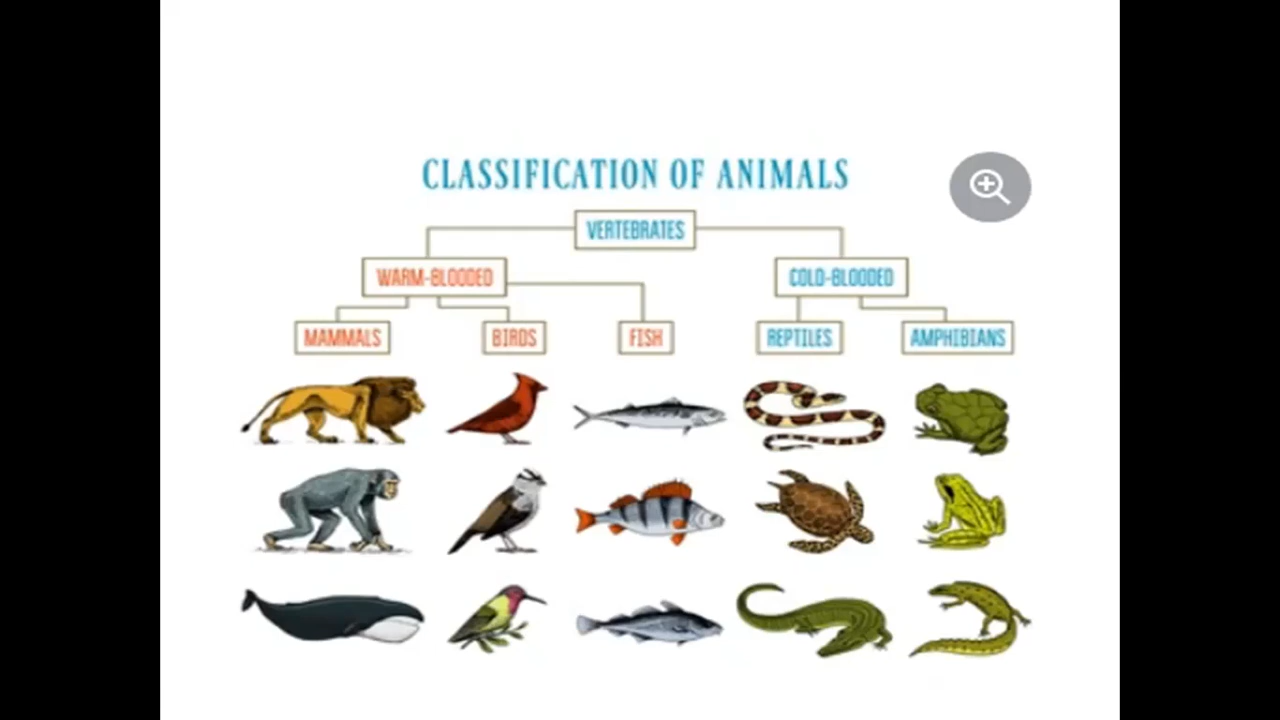 CLASSIFICATION OF ANIMALS
VERTEBRATES
WARM-BLOODED COLD-BLOODED
MAMMALS BIRDS FISH REPTILES AMPHIBIANS